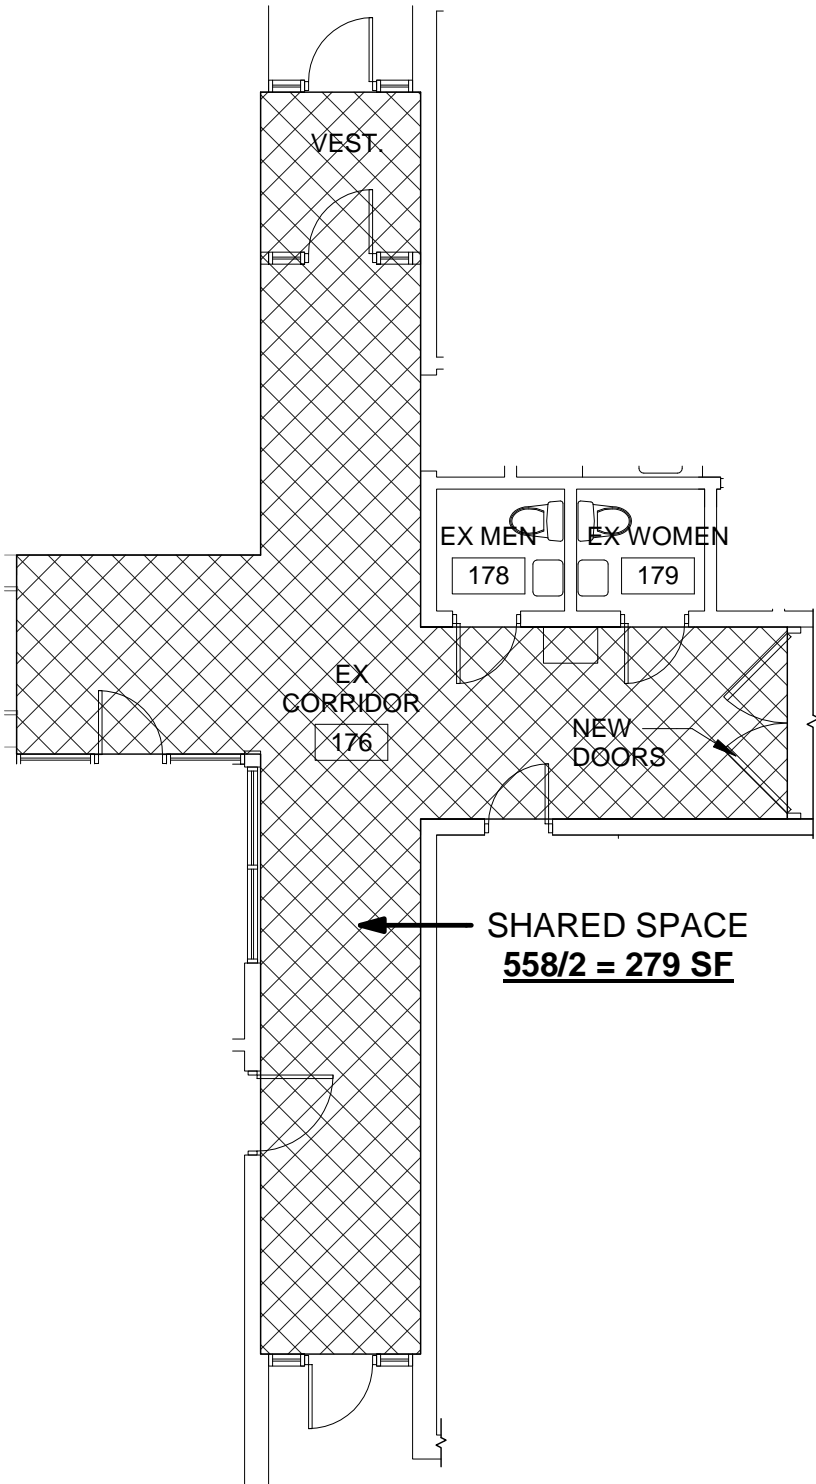 VEST.
EX MEN
178
EX WOMEN
179
EX
CORRIDOR
176
NEW
DOORS
SHARED SPACE
558/2 = 279 SF